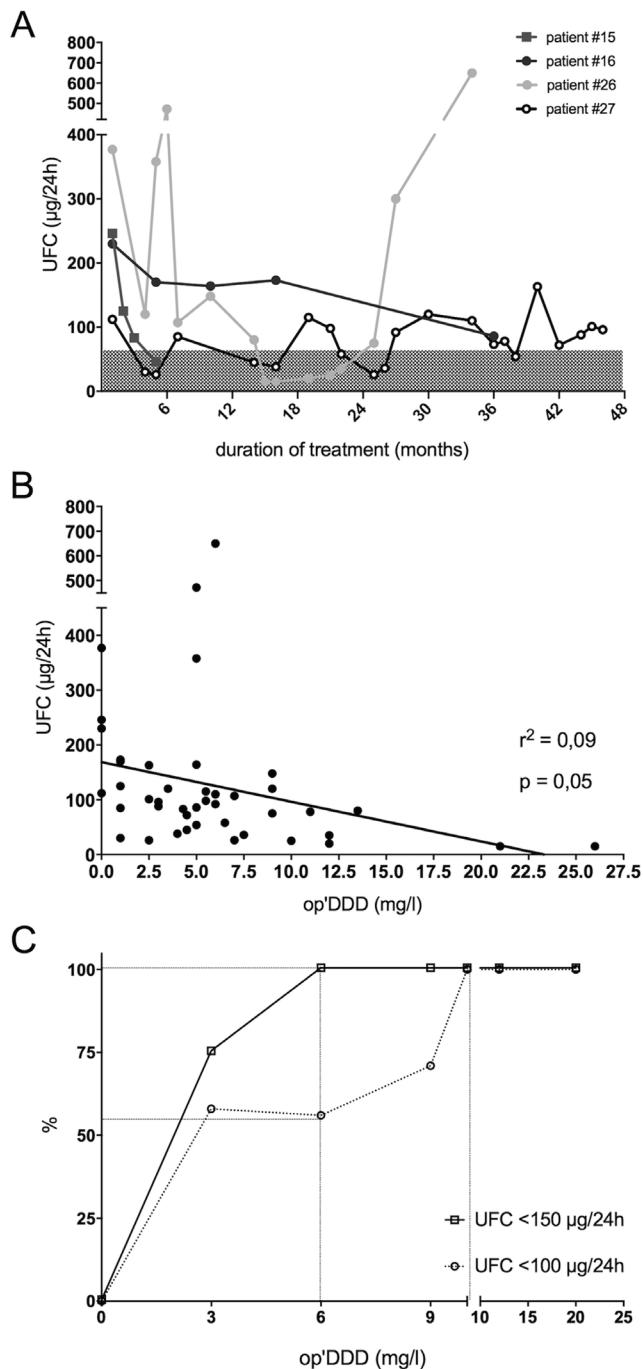 A
patient #15
patient #16
patient #26
patient #27
UFC (µg/24h)
800
700
600
500
400
300
200
100
0
6 12 18 24 30 36 42 48
duration of treatment (months)
B
UFC (µg/24h)
800
700
600
500
400
300
200
100
0
r² = 0,09
p = 0,05
0.0 2.5 5.0 7.5 10.0 12.5 15.0 17.5 20.0 22.5 25.0 27.5
op'DDD (mg/l)
C
%
100
75
50
25
0
UFC <150 µg/24h
UFC <100 µg/24h
0 3 6 9 10 15 20 25
op'DDD (mg/l)